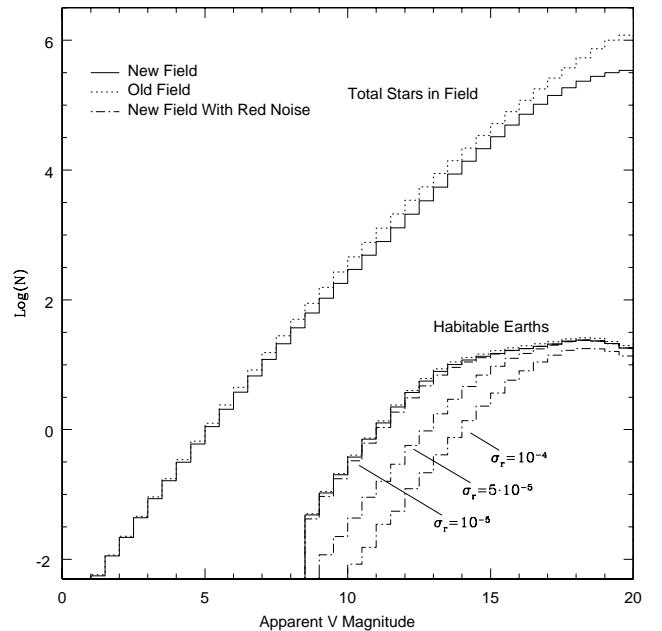 New Field
Old Field
New Field With Red Noise
Total Stars in Field
Habitable Earths
σr=10-4
σr=5·10-5
σr=10-5
6
4
2
0
-2
Log(N)
0 5 10 15 20
Apparent V Magnitude